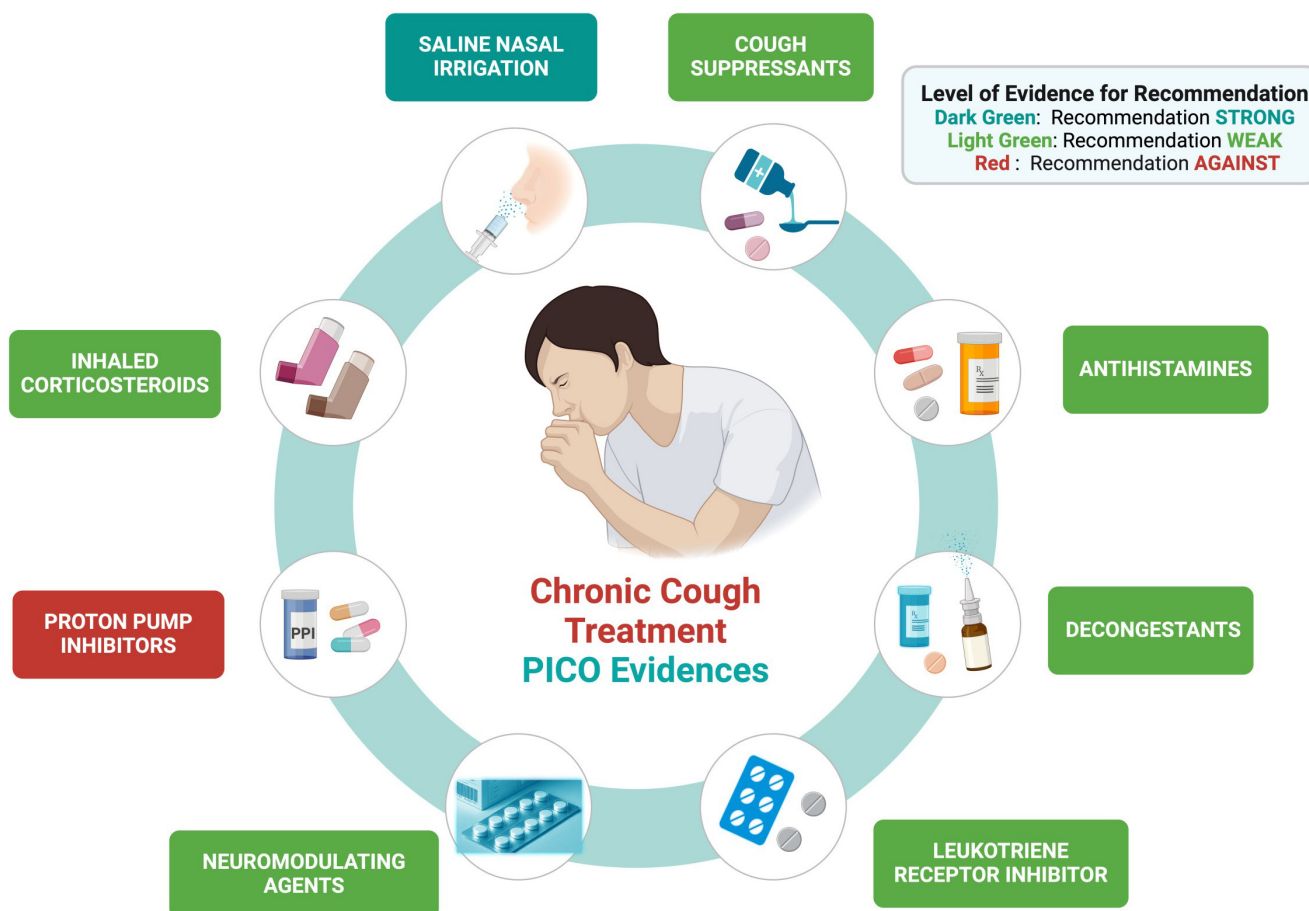 SALINE NASAL
IRRIGATION
COUGH
SUPPRESSANTS
Level of Evidence for Recommendation
Dark Green: Recommendation STRONG
Light Green: Recommendation WEAK
Red : Recommendation AGAINST
INHALED
CORTICOSTEROIDS
Rx
ANTIHISTAMINES
PROTON PUMP
INHIBITORS
PPI
Chronic Cough
Treatment
PICO Evidences
Rx
DECONGESTANTS
NEUROMODULATING
AGENTS
LEUKOTRIENE
RECEPTOR INHIBITOR